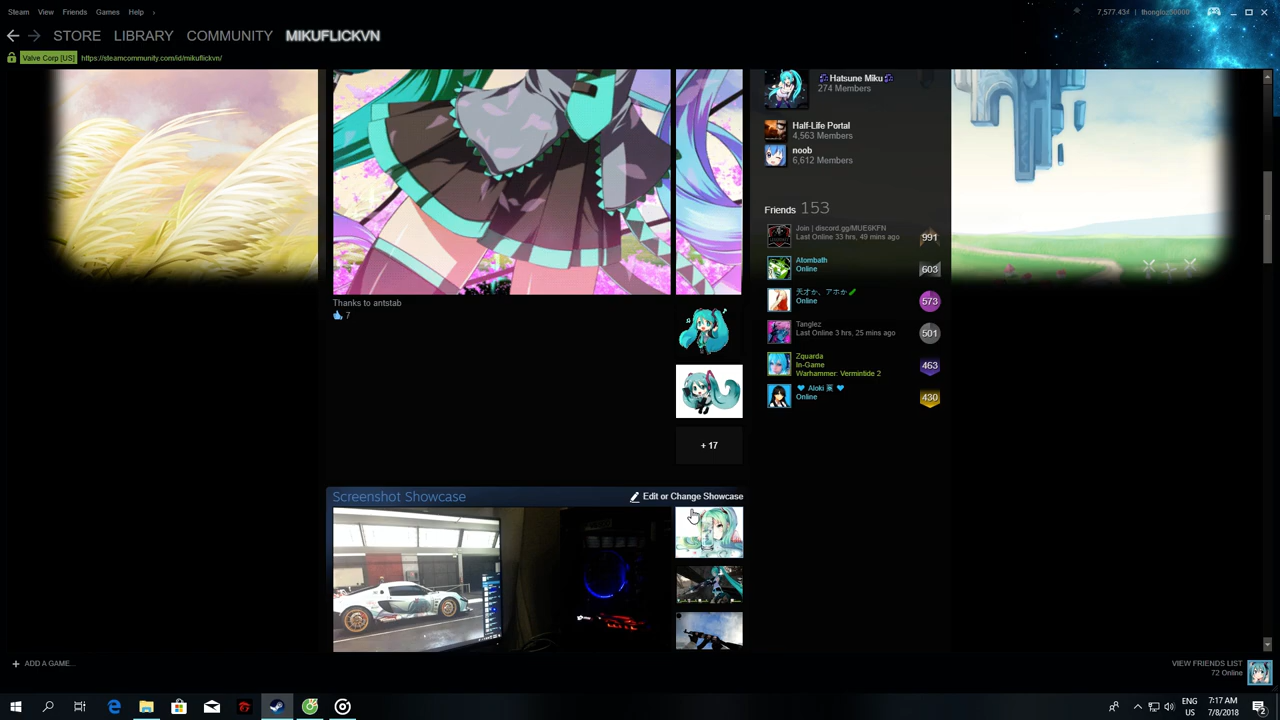 Steam View Friends Games Help ›
7,577.43₫ | thongloz50000
STORE LIBRARY COMMUNITY MIKUFLICKVN
Valve Corp [US] https://steamcommunity.com/id/mikuflickvn/
Hatsune Miku
274 Members
Half-Life Portal
4,563 Members
noob
6,612 Members
Friends 153
Join | discord.gg/MUE6KFN
Last Online 33 hrs, 49 mins ago
991
Atombath
Online
603
天才か、アホか
Online
573
Tanglez
Last Online 3 hrs, 25 mins ago
501
Zquarda
In-Game
Warhammer: Vermintide 2
463
Aloki 英
Online
430
Thanks to antstab
7
+ 17
Screenshot Showcase
Edit or Change Showcase
+ ADD A GAME...
VIEW FRIENDS LIST
72 Online
ENG
US
7:17 AM
7/8/2018
2